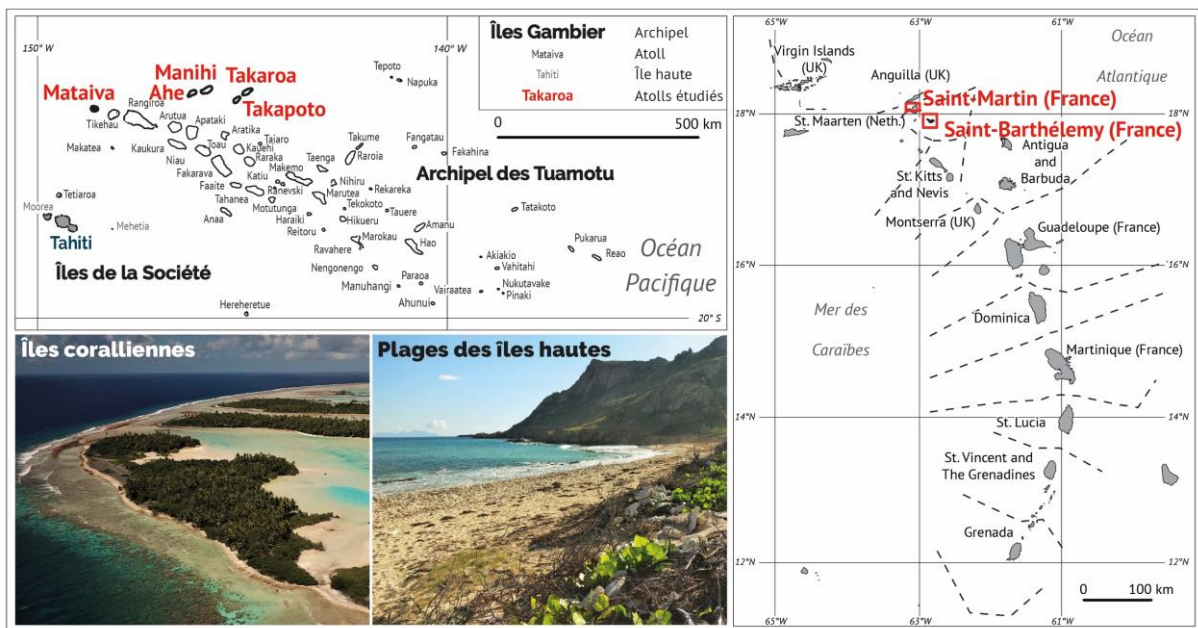 150° W
140° W
Îles Gambier Archipel
Mataiva Atoll
Tahiti Île haute
Takaroa Atolls étudiés
0 500 km
Tepoto
Napuka
Manihi
Takaroa
Ahe
Mataiva
Takapoto
Rangiroa
Tikehau
Arutua
Apataki
Aratika
Takume
Fangatau
Makatea
Kaukura
Toau
Kauehi
Taiaro
Raroia
Fakahina
Niau
Raraka
Taenga
Makemo
Fakarava
Katiu
Archipel des Tuamotu
Faaite
Ranevski
Nihiru
Rekareka
Tetiaroa
Tahanea
Marutea
Moorea
Motutunga
Tekokoto
Tauere
Tatakoto
Anaa
Haraiki
Hikueru
Amanu
Mehetia
Reitoru
Tahiti
Marokau
Hao
Pukarua
Ravahere
Akiakio
Reao
Océan
Pacifique
Îles de la Société
Nengonengo
Vahitahi
Paraoa
Nukutavake
Manuhangi
Vairaatea
Pinaki
Hereheretue
Ahunui
20° S
Îles coralliennes
Plages des îles hautes
65°W
63°W
61°W
Océan
Atlantique
Virgin Islands
(UK)
Anguilla (UK)
Saint-Martin (France)
18°N
18°N
St. Maarten (Neth.)
Saint-Barthélemy (France)
Antigua
and
Barbuda
St. Kitts
and Nevis
Montserra (UK)
Guadeloupe (France)
16°N
16°N
Mer des
Caraïbes
Dominica
Martinique (France)
14°N
14°N
St. Lucia
St. Vincent and
The Grenadines
Grenada
12°N
12°N
0 100 km
65°W
63°W
61°W